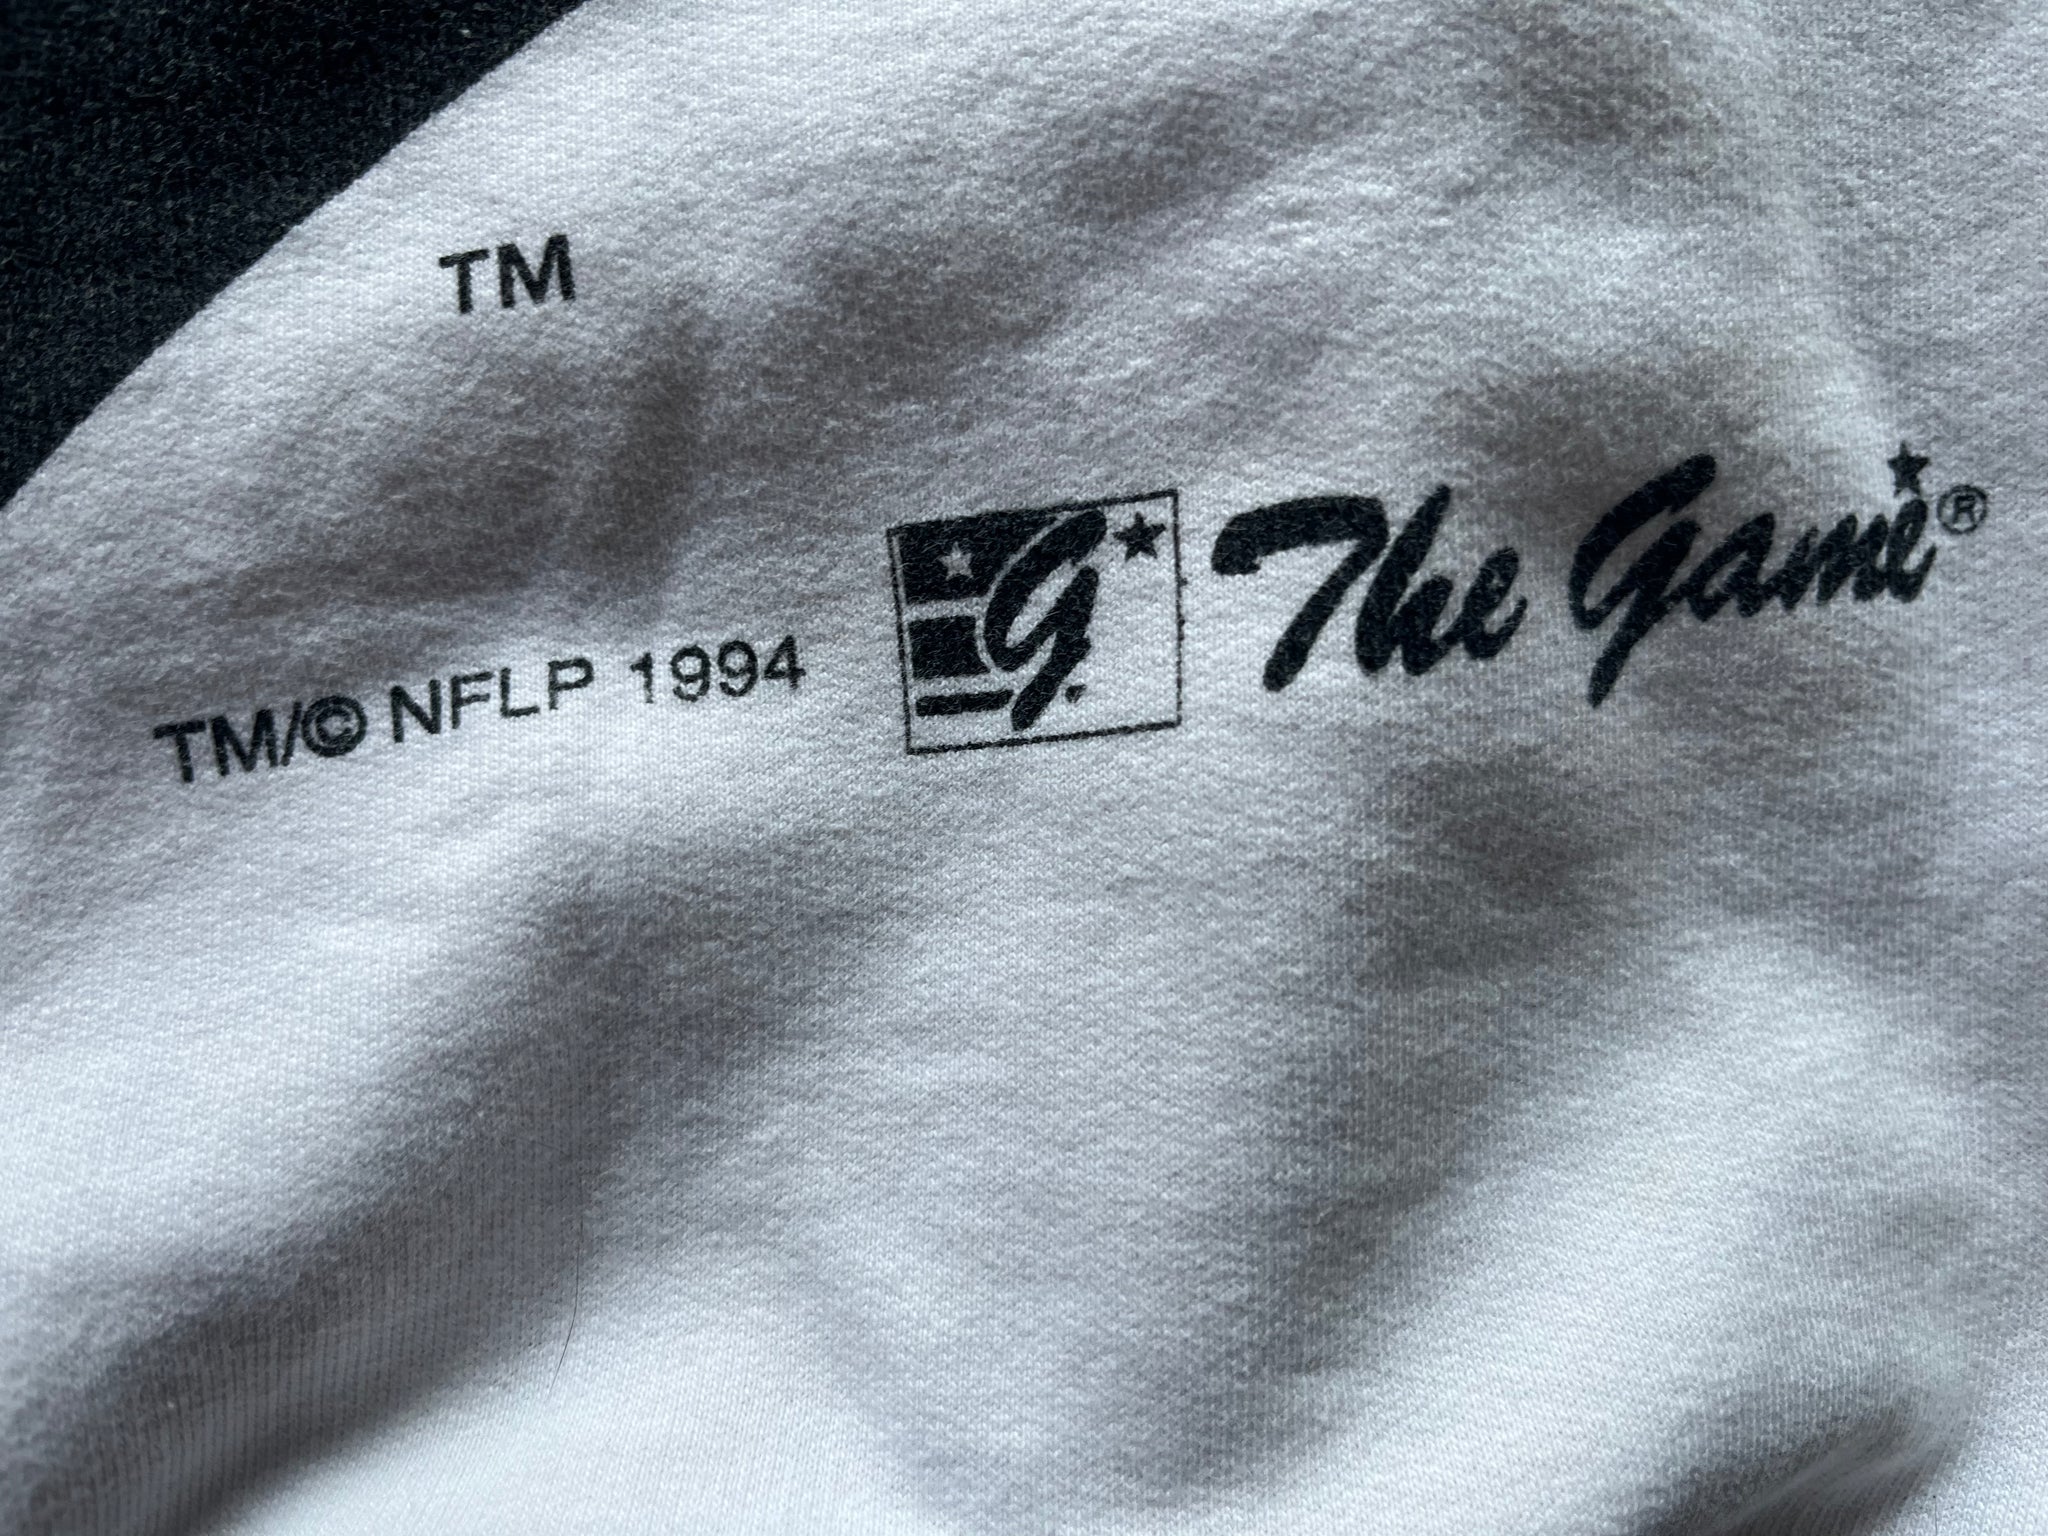 TM
TM/© NFLP 1994 G The Game®